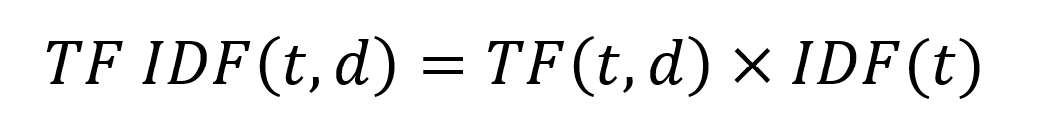 TF IDF(t, d) = TF(t, d) × IDF(t)